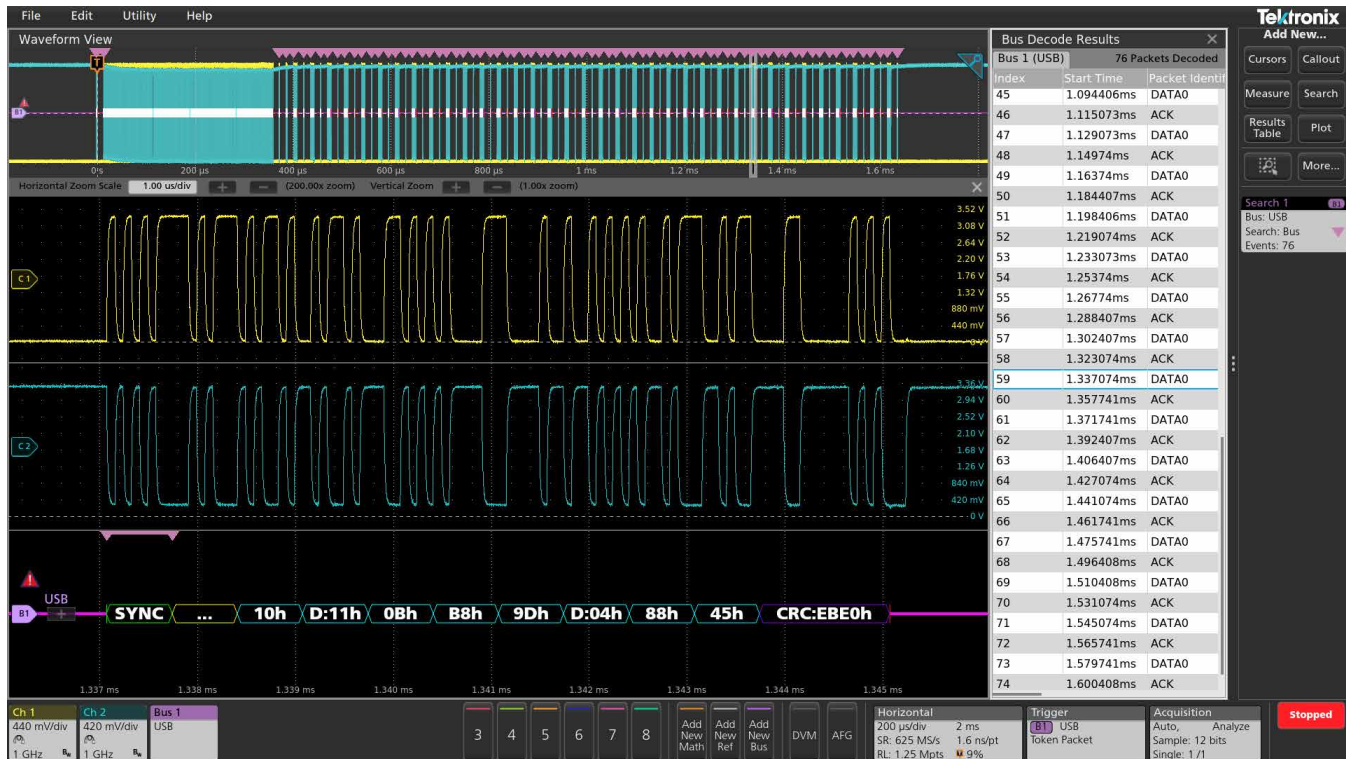 File Edit Utility Help
Tektronix
Waveform View
Bus Decode Results ×
Add New...
Bus 1 (USB) 76 Packets Decoded
Cursors Callout
Index Start Time Packet Identif
45 1.094406ms DATA0
46 1.115073ms ACK
47 1.129073ms DATA0
48 1.14974ms ACK
49 1.16374ms DATA0
50 1.184407ms ACK
51 1.198406ms DATA0
52 1.219074ms ACK
53 1.233073ms DATA0
54 1.25374ms ACK
55 1.26774ms DATA0
56 1.288407ms ACK
57 1.302407ms DATA0
58 1.323074ms ACK
59 1.337074ms DATA0
60 1.357741ms ACK
61 1.371741ms DATA0
62 1.392407ms ACK
63 1.406407ms DATA0
64 1.427074ms ACK
65 1.441074ms DATA0
66 1.461741ms ACK
67 1.475741ms DATA0
68 1.496408ms ACK
69 1.510408ms DATA0
70 1.531074ms ACK
71 1.545074ms DATA0
72 1.565741ms ACK
73 1.579741ms DATA0
74 1.600408ms ACK
Measure Search
Results Table Plot
More...
Search 1 B1
Bus: USB
Search: Bus
Events: 76
T
B1
0 s 200 µs 400 µs 600 µs 800 µs 1 ms 1.2 ms 1.4 ms 1.6 ms
Horizontal Zoom Scale 1.00 us/div + — (200.00x zoom) Vertical Zoom + — (1.00x zoom) ×
3.52 V
3.08 V
2.64 V
2.20 V
C 1
1.76 V
1.32 V
880 mV
440 mV
0 V
3.36 V
2.94 V
2.52 V
2.10 V
C 2
1.68 V
1.26 V
840 mV
420 mV
0 V
USB
B1 + SYNC ... 10h D:11h 0Bh B8h 9Dh D:04h 88h 45h CRC:EBE0h
1.337 ms 1.338 ms 1.339 ms 1.340 ms 1.341 ms 1.342 ms 1.343 ms 1.344 ms 1.345 ms
Ch 1
440 mV/div
1 GHz Bw
Ch 2
420 mV/div
1 GHz Bw
Bus 1
USB
3 4 5 6 7 8
Add New Math
Add New Ref
Add New Bus
DVM AFG
Horizontal
200 µs/div 2 ms
SR: 625 MS/s 1.6 ns/pt
RL: 1.25 Mpts 9%
Trigger
B1 USB
Token Packet
Acquisition
Auto, Analyze
Sample: 12 bits
Single: 1 /1
Stopped